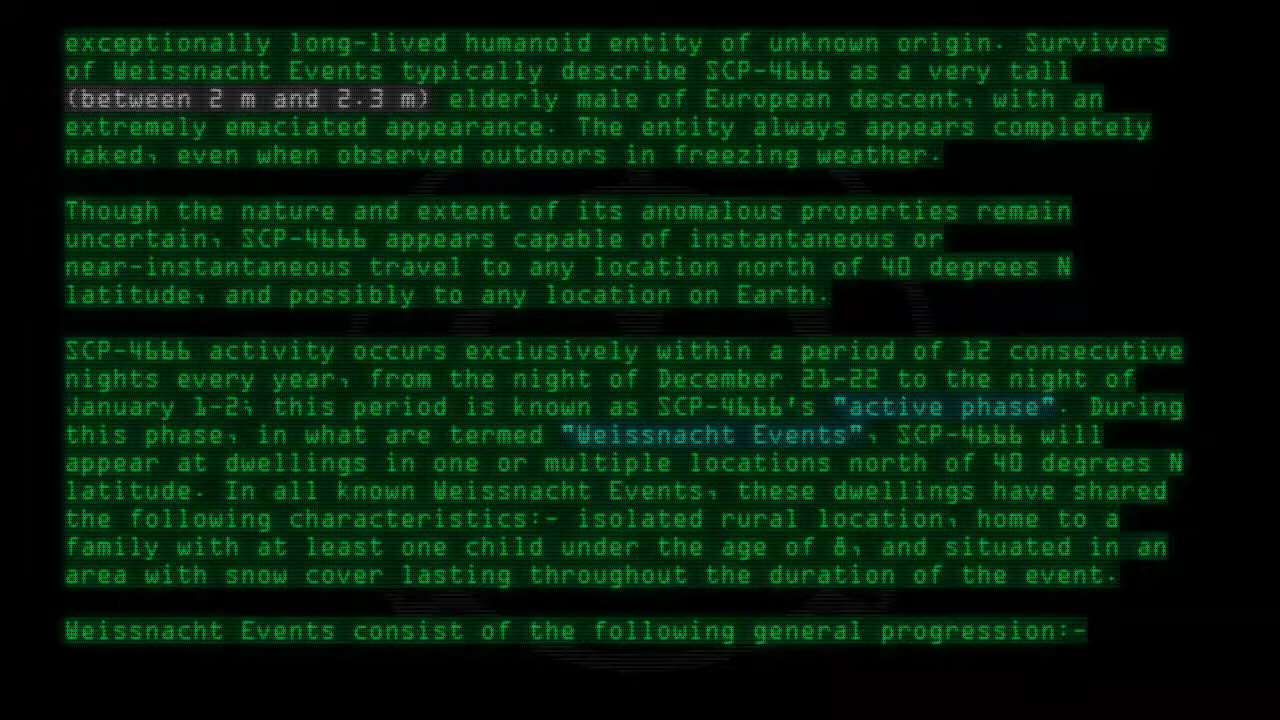 exceptionally long-lived humanoid entity of unknown origin. Survivors
of Weissnacht Events typically describe SCP-4666 as a very tall
(between 2 m and 2.3 m) elderly male of European descent, with an
extremely emaciated appearance. The entity always appears completely
naked, even when observed outdoors in freezing weather.
Though the nature and extent of its anomalous properties remain
uncertain, SCP-4666 appears capable of instantaneous or
near-instantaneous travel to any location north of 40 degrees N
latitude, and possibly to any location on Earth.
SCP-4666 activity occurs exclusively within a period of 12 consecutive
nights every year, from the night of December 21-22 to the night of
January 1-2; this period is known as SCP-4666's "active phase". During
this phase, in what are termed "Weissnacht Events", SCP-4666 will
appear at dwellings in one or multiple locations north of 40 degrees N
latitude. In all known Weissnacht Events, these dwellings have shared
the following characteristics:- isolated rural location, home to a
family with at least one child under the age of 8, and situated in an
area with snow cover lasting throughout the duration of the event.
Weissnacht Events consist of the following general progression:-